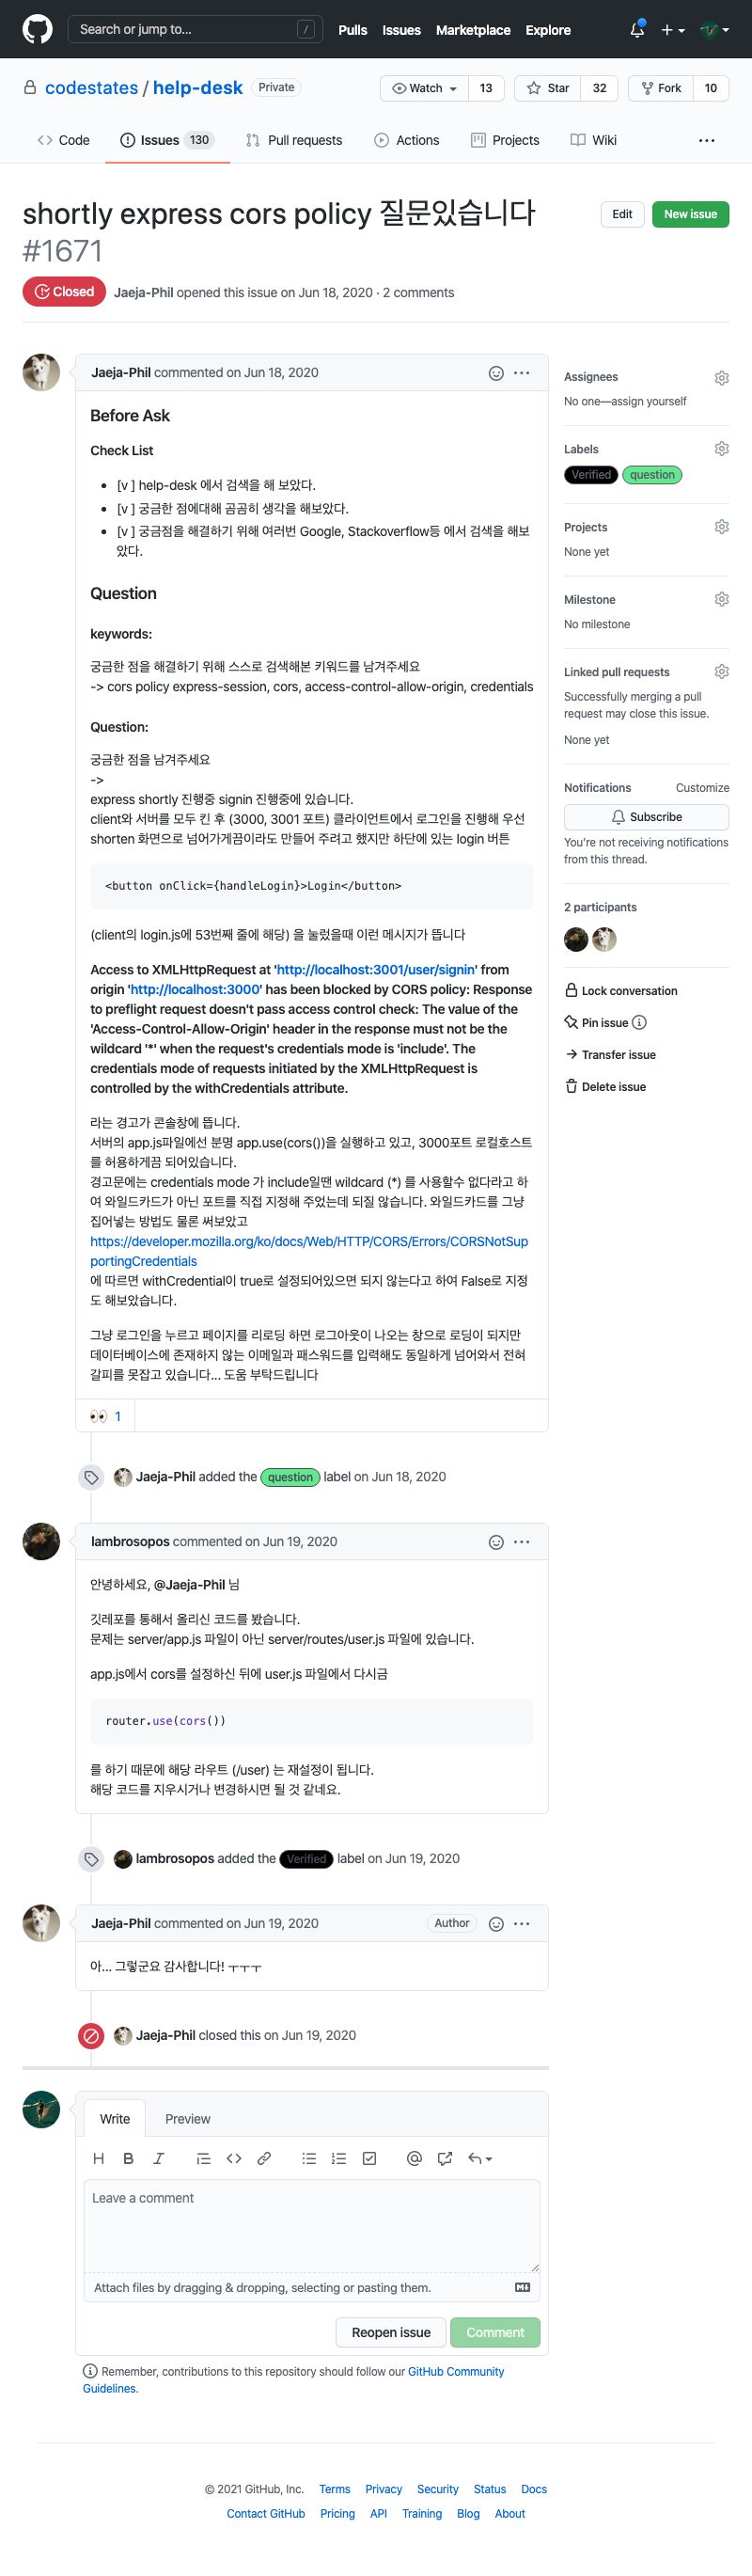 Search or jump to...
/
Pulls Issues Marketplace Explore
codestates / help-desk Private
Watch 13 Star 32 Fork 10
Code Issues 130 Pull requests Actions Projects Wiki
shortly express cors policy 질문있습니다
#1671
Edit New issue
Closed Jaeja-Phil opened this issue on Jun 18, 2020 · 2 comments
Jaeja-Phil commented on Jun 18, 2020
Before Ask
Check List
• [v ] help-desk 에서 검색을 해 보았다.
• [v ] 궁금한 점에대해 곰곰히 생각을 해보았다.
• [v ] 궁금점을 해결하기 위해 여러번 Google, Stackoverflow등 에서 검색을 해보
았다.
Question
keywords:
궁금한 점을 해결하기 위해 스스로 검색해본 키워드를 남겨주세요
-> cors policy express-session, cors, access-control-allow-origin, credentials
Question:
궁금한 점을 남겨주세요
->
express shortly 진행중 signin 진행중에 있습니다.
client와 서버를 모두 킨 후 (3000, 3001 포트) 클라이언트에서 로그인을 진행해 우선
shorten 화면으로 넘어가게끔이라도 만들어 주려고 했지만 하단에 있는 login 버튼
<button onClick={handleLogin}>Login</button>
(client의 login.js에 53번째 줄에 해당) 을 눌렀을때 이런 메시지가 뜹니다
Access to XMLHttpRequest at 'http://localhost:3001/user/signin' from
origin 'http://localhost:3000' has been blocked by CORS policy: Response
to preflight request doesn't pass access control check: The value of the
'Access-Control-Allow-Origin' header in the response must not be the
wildcard '*' when the request's credentials mode is 'include'. The
credentials mode of requests initiated by the XMLHttpRequest is
controlled by the withCredentials attribute.
라는 경고가 콘솔창에 뜹니다.
서버의 app.js파일에선 분명 app.use(cors())을 실행하고 있고, 3000포트 로컬호스트
를 허용하게끔 되어있습니다.
경고문에는 credentials mode 가 include일땐 wildcard (*) 를 사용할수 없다라고 하
여 와일드카드가 아닌 포트를 직접 지정해 주었는데 되질 않습니다. 와일드카드를 그냥
집어넣는 방법도 물론 써보았고
https://developer.mozilla.org/ko/docs/Web/HTTP/CORS/Errors/CORSNotSup
portingCredentials
에 따르면 withCredential이 true로 설정되어있으면 되지 않는다고 하여 False로 지정
도 해보았습니다.
그냥 로그인을 누르고 페이지를 리로딩 하면 로그아웃이 나오는 창으로 로딩이 되지만
데이터베이스에 존재하지 않는 이메일과 패스워드를 입력해도 동일하게 넘어와서 전혀
갈피를 못잡고 있습니다... 도움 부탁드립니다
👀 1
Jaeja-Phil added the question label on Jun 18, 2020
lambrosopos commented on Jun 19, 2020
안녕하세요, @Jaeja-Phil 님
깃레포를 통해서 올리신 코드를 봤습니다.
문제는 server/app.js 파일이 아닌 server/routes/user.js 파일에 있습니다.
app.js에서 cors를 설정하신 뒤에 user.js 파일에서 다시금
router.use(cors())
를 하기 때문에 해당 라우트 (/user) 는 재설정이 됩니다.
해당 코드를 지우시거나 변경하시면 될 것 같네요.
lambrosopos added the Verified label on Jun 19, 2020
Jaeja-Phil commented on Jun 19, 2020 Author
아... 그렇군요 감사합니다! ㅜㅜㅜ
Jaeja-Phil closed this on Jun 19, 2020
Write Preview
Leave a comment
Attach files by dragging & dropping, selecting or pasting them.
Reopen issue Comment
Remember, contributions to this repository should follow our GitHub Community
Guidelines.
Assignees
No one—assign yourself
Labels
Verified question
Projects
None yet
Milestone
No milestone
Linked pull requests
Successfully merging a pull
request may close this issue.
None yet
Notifications Customize
Subscribe
You're not receiving notifications
from this thread.
2 participants
Lock conversation
Pin issue
Transfer issue
Delete issue
© 2021 GitHub, Inc. Terms Privacy Security Status Docs
Contact GitHub Pricing API Training Blog About